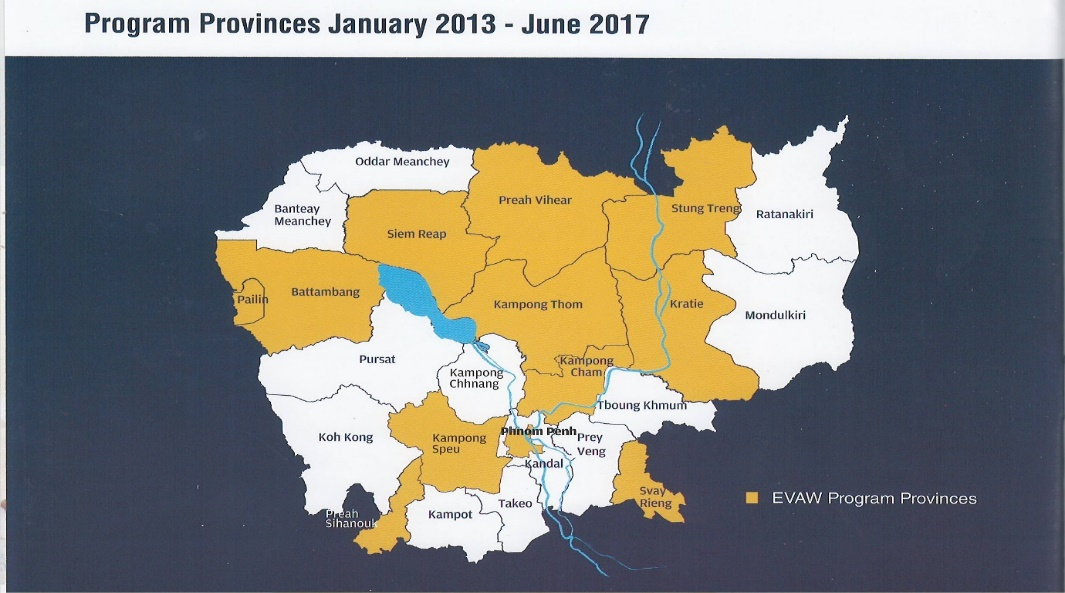 Program Provinces January 2013 - June 2017
Oddar Meanchey
Banteay
Meanchey
Preah Vihear
Stung Treng
Ratanakiri
Siem Reap
Battambang
Pailin
Kampong Thom
Kratie
Mondulkiri
Pursat
Kampong
Chhnang
Kampong
Cham
Tboung Khmum
Koh Kong
Kampong
Speu
Phnom Penh
Prey
Veng
Kandal
Svay
Rieng
Preah
Sihanouk
Kampot
Takeo
EVAW Program Provinces